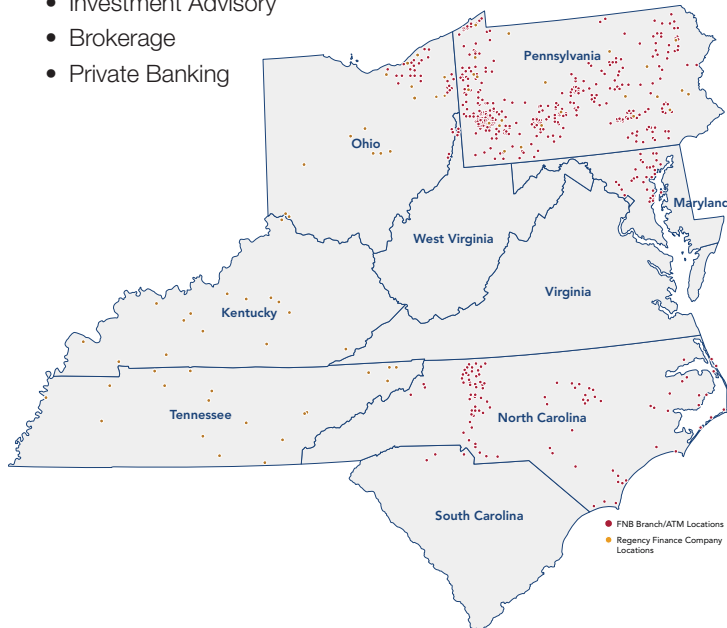 • Investment Advisory
• Brokerage
• Private Banking
Pennsylvania
Ohio
Maryland
West Virginia
Virginia
Kentucky
Tennessee
North Carolina
South Carolina
FNB Branch/ATM Locations
Regency Finance Company
Locations